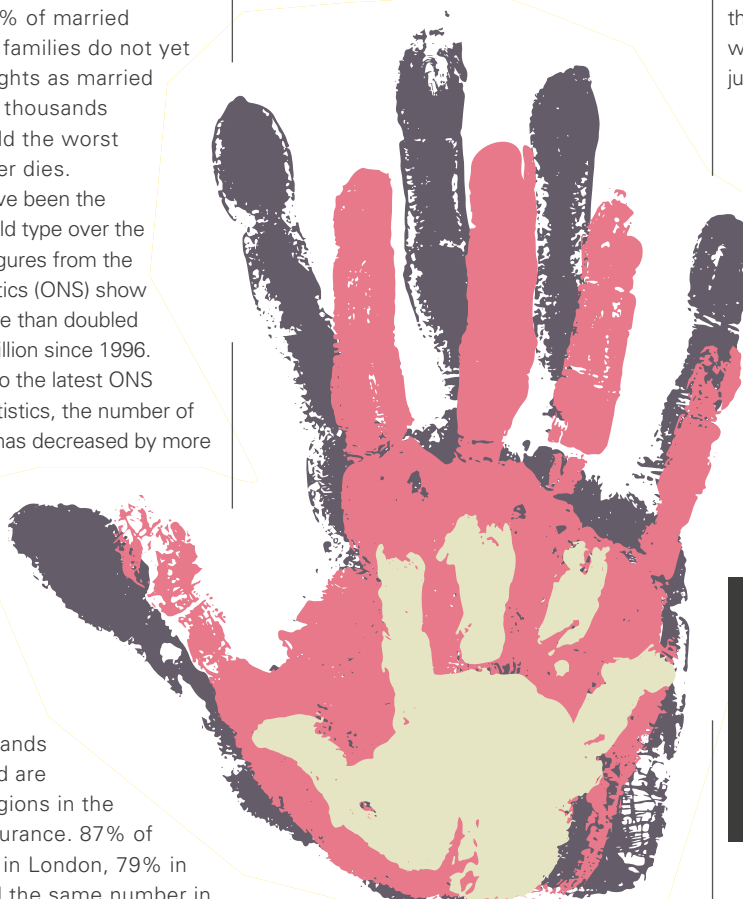 % of married
families do not yet
ghts as married
thousands
ld the worst
er dies.
ve been the
ld type over the
gures from the
tics (ONS) show
e than doubled
illion since 1996.
o the latest ONS
tistics, the number of
has decreased by more
ands
d are
gions in the
urance. 87% of
in London, 79% in
d the same number in
th
w
ju